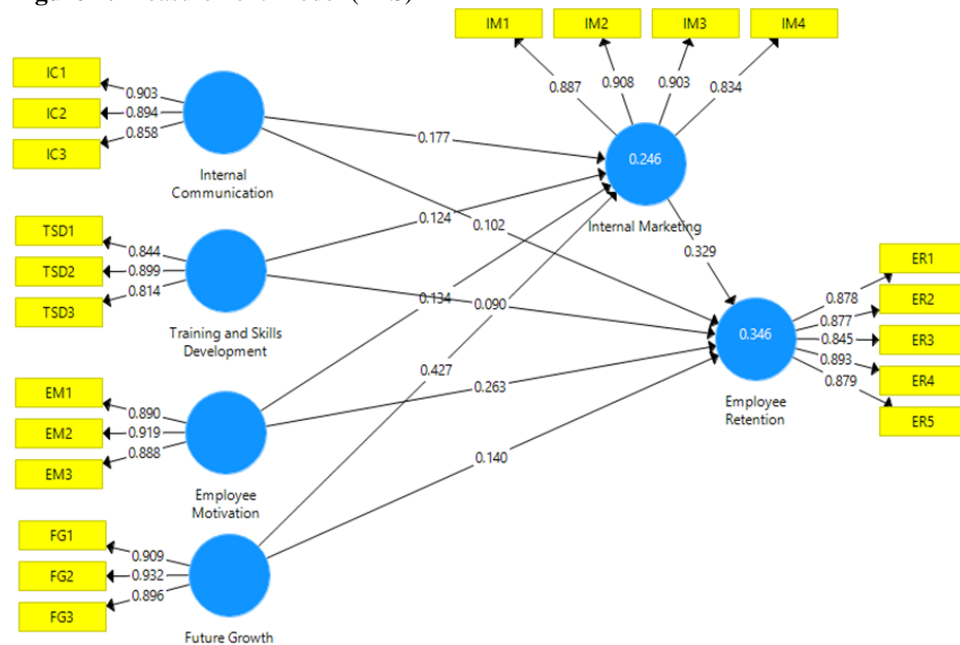 Figure Measurement Model (PLS)
IM1
IM2
IM3
IM4
0.887
0.908
0.903
0.834
IC1
IC2
IC3
0.903
0.894
0.858
Internal
Communication
0.177
0.246
Internal Marketing
TSD1
TSD2
TSD3
0.844
0.899
0.814
Training and Skills
Development
0.124
0.102
0.329
0.134
0.090
0.427
0.263
0.140
0.346
Employee
Retention
ER1
ER2
ER3
ER4
ER5
0.878
0.877
0.845
0.893
0.879
EM1
EM2
EM3
0.890
0.919
0.888
Employee
Motivation
FG1
FG2
FG3
0.909
0.932
0.896
Future Growth